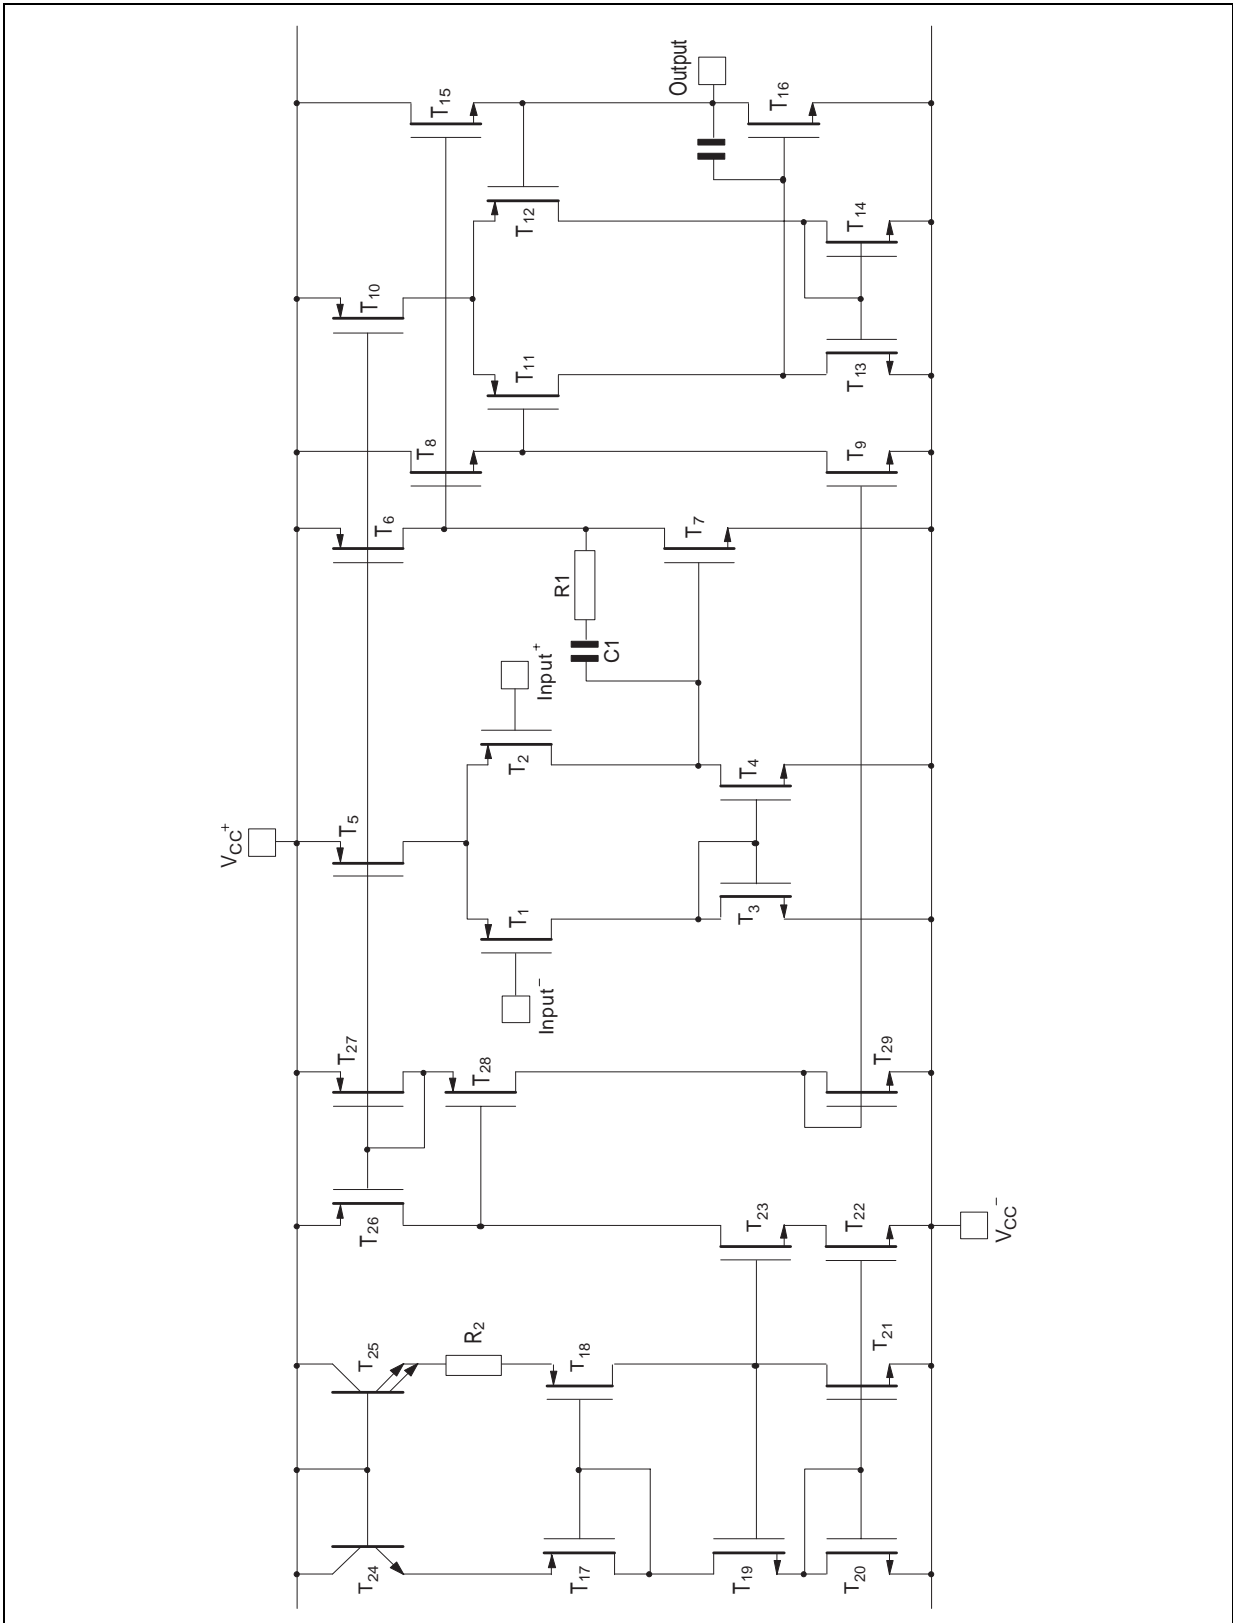 Output
T15
T16
T12
T14
T10
T11
T13
T8
T9
T6
T7
R1
C1
Input+
T2
T4
VCC+
T5
T1
T3
Input−
T27
T28
T29
T26
T23
T22
VCC−
T25
R2
T18
T21
T24
T17
T19
T20